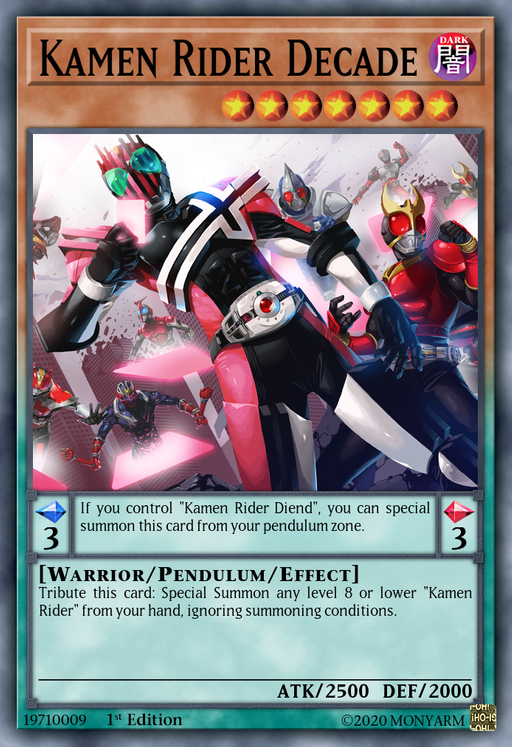 KAMEN RIDER DECADE
DARK
闇
If you control "Kamen Rider Diend", you can special
summon this card from your pendulum zone.
3
3
[WARRIOR/PENDULUM/EFFECT]
Tribute this card: Special Summon any level 8 or lower "Kamen
Rider" from your hand, ignoring summoning conditions.
ATK/2500 DEF/2000
19710009 1st Edition ©2020 MONYARM